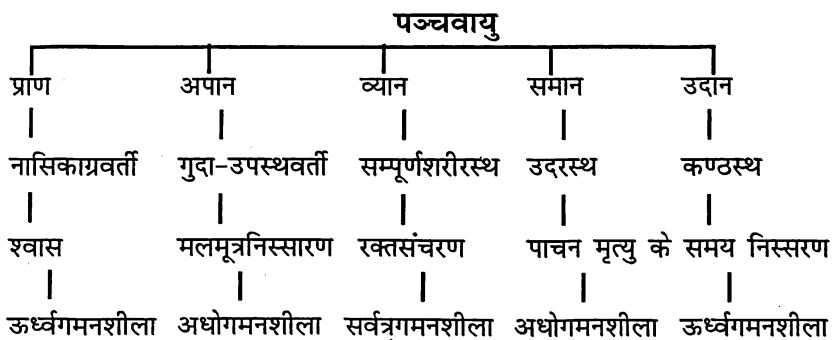 पञ्चवायु
प्राण अपान व्यान समान उदान
नासिकाग्रवर्ती गुदा-उपस्थवर्ती सम्पूर्णशरीरस्थ उदरस्थ कण्ठस्थ
श्वास मलमूत्रनिस्सारण रक्तसंचरण पाचन मृत्यु के समय निस्सरण
ऊर्ध्वगमनशीला अधोगमनशीला सर्वत्रगमनशीला अधोगमनशीला ऊर्ध्वगमनशीला